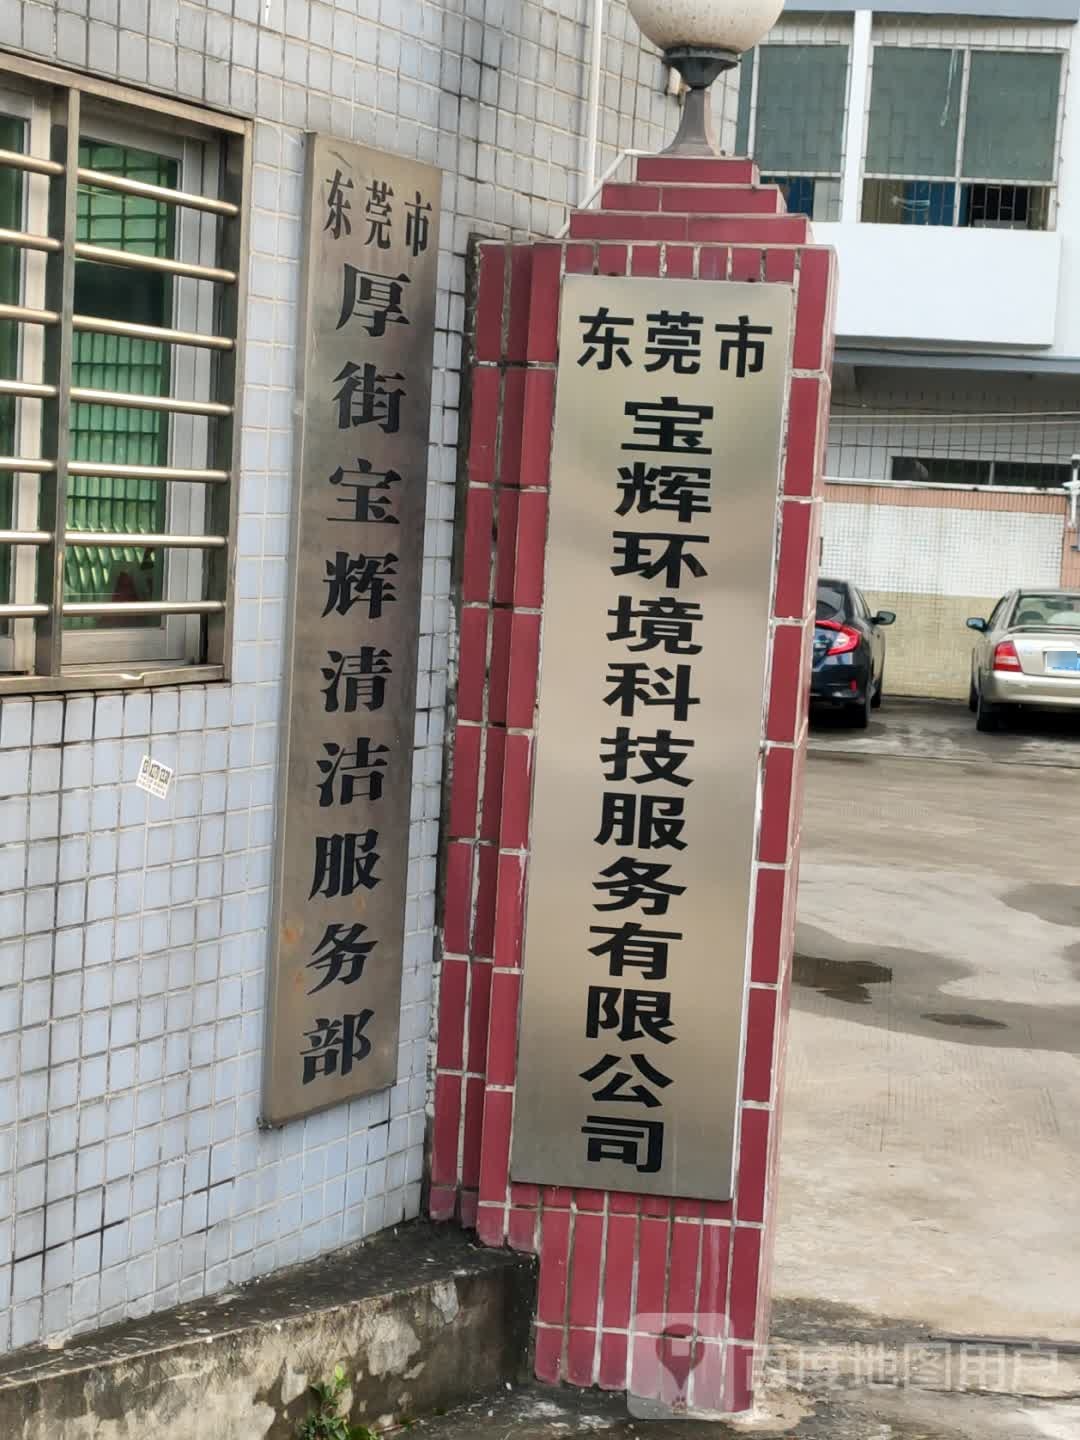 东莞市
厚街宝辉清洁服务部
东莞市
宝辉环境科技服务有限公司
百度地图用户